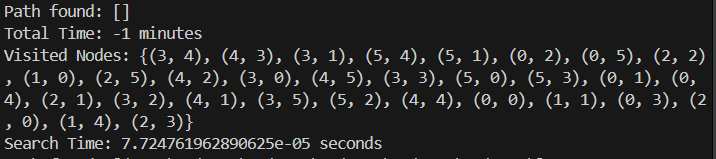 Path found: []
Total Time: -1 minutes
Visited Nodes: {(3, 4), (4, 3), (3, 1), (5, 4), (5, 1), (0, 2), (0, 5), (2, 2)
, (1, 0), (2, 5), (4, 2), (3, 0), (4, 5), (3, 3), (5, 0), (5, 3), (0, 1), (0,
4), (2, 1), (3, 2), (4, 1), (3, 5), (5, 2), (4, 4), (0, 0), (1, 1), (0, 3), (2
, 0), (1, 4), (2, 3)}
Search Time: 7.724761962890625e-05 seconds